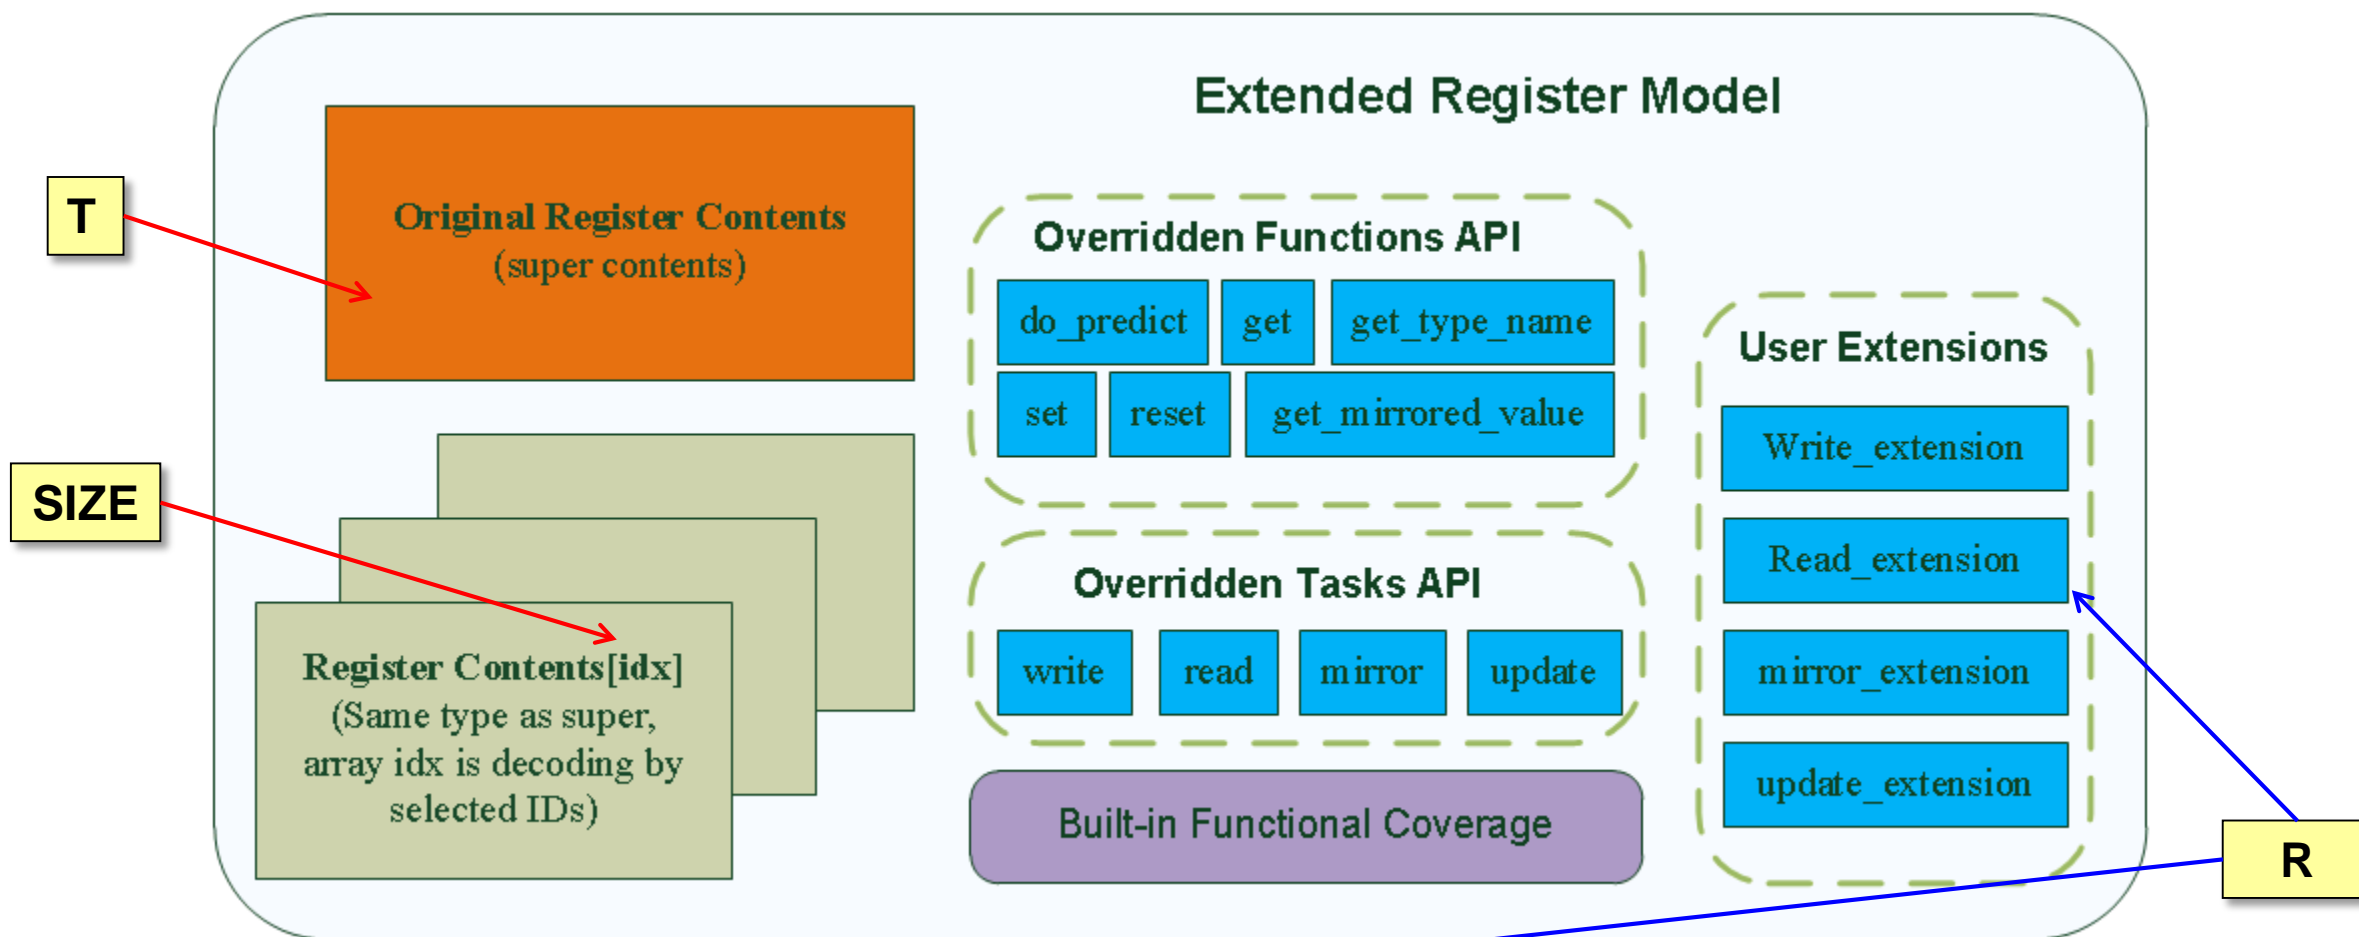 Extended Register Model
T
Original Register Contents
(super contents)
SIZE
Register Contents[idx]
(Same type as super,
array idx is decoding by
selected IDs)
Overridden Functions API
do_predict
get
get_type_name
set
reset
get_mirrored_value
Overridden Tasks API
write
read
mirror
update
Built-in Functional Coverage
User Extensions
Write_extension
Read_extension
mirror_extension
update_extension
R